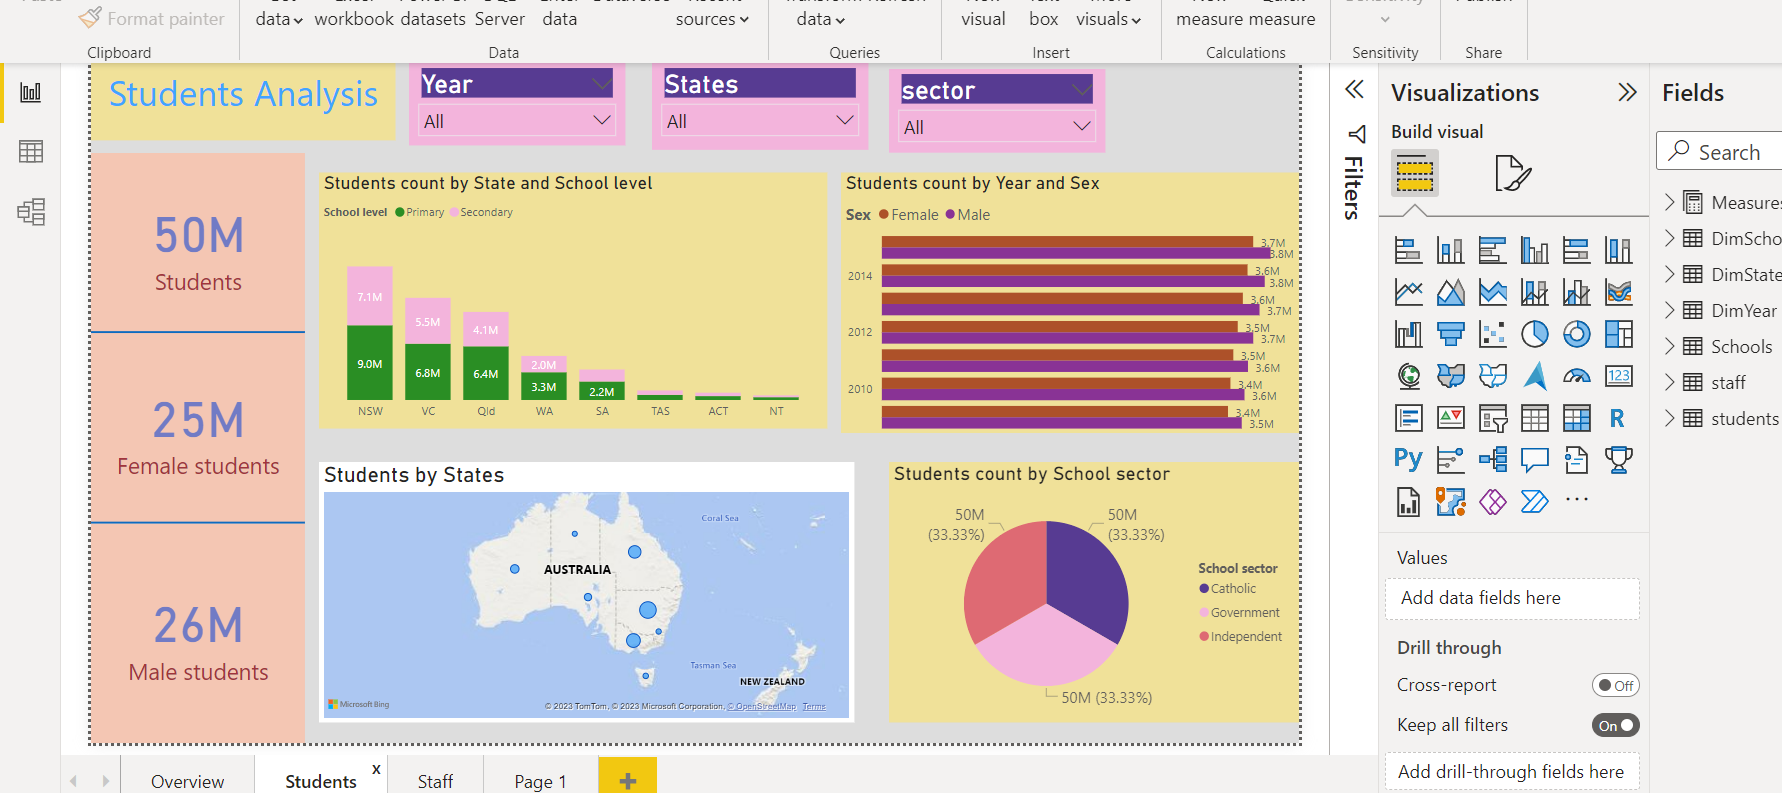 Format painter
data
workbook
datasets
Server
data
sources
data
visual
box
visuals
measure measure
Clipboard
Data
Queries
Insert
Calculations
Sensitivity
Share
Students Analysis
Year
All
States
All
sector
All
50M
Students
25M
Female students
26M
Male students
Students count by State and School level
School level Primary Secondary
7.1M
9.0M
5.5M
6.8M
4.1M
6.4M
2.0M
3.3M
2.2M
NSW VC Qld WA SA TAS ACT NT
Students count by Year and Sex
Sex Female Male
3.7M
3.8M
2014
3.6M
3.8M
3.6M
3.7M
2012
3.5M
3.7M
3.5M
3.6M
2010
3.4M
3.6M
3.4M
3.5M
Students by States
Coral Sea
AUSTRALIA
Tasman Sea
NEW ZEALAND
Microsoft Bing
© 2023 TomTom, © 2023 Microsoft Corporation, © OpenStreetMap Terms
Students count by School sector
50M
(33.33%)
50M
(33.33%)
50M (33.33%)
School sector
Catholic
Government
Independent
Overview
Students
x
Staff
Page 1
Filters
Visualizations
Build visual
123
R
Py
Values
Add data fields here
Drill through
Cross-report
Off
Keep all filters
On
Add drill-through fields here
Fields
Search
Measures
DimScho
DimState
DimYear
Schools
staff
students